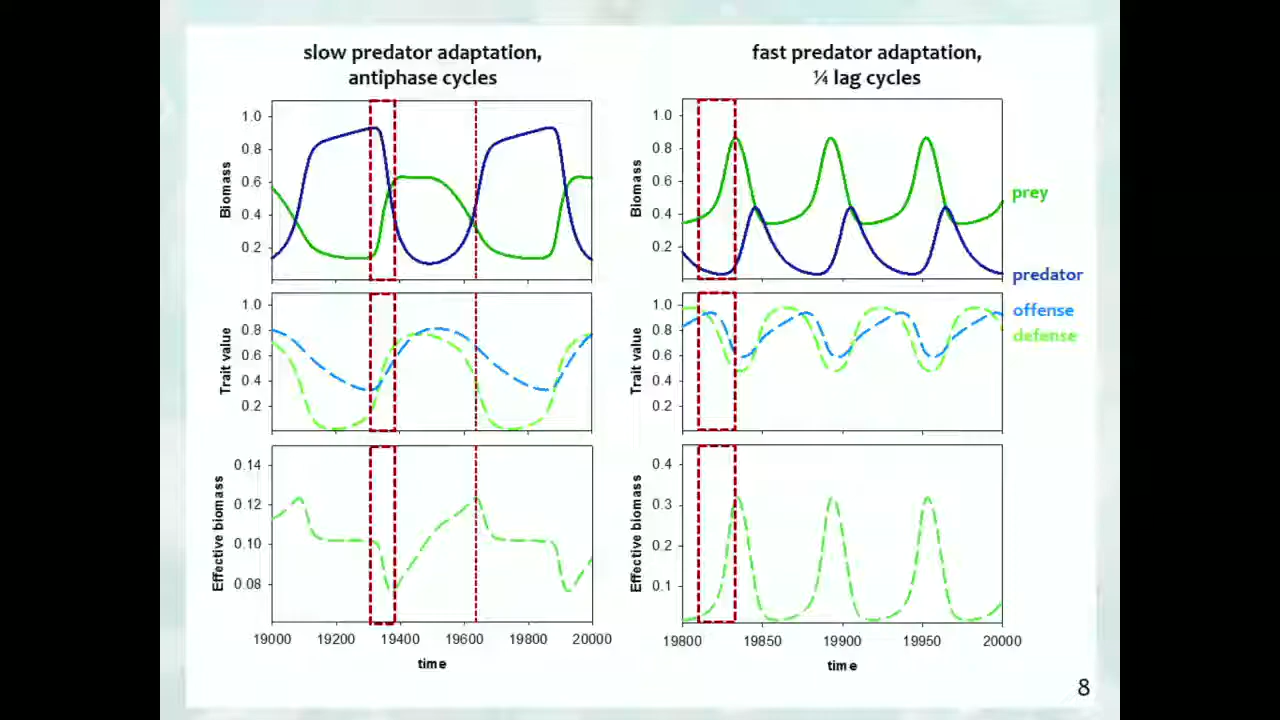 slow predator adaptation,
antiphase cycles
fast predator adaptation,
¼ lag cycles
Biomass
1.0
0.8
0.6
0.4
0.2
Biomass
1.0
0.8
0.6
0.4
0.2
prey
predator
Trait value
1.0
0.8
0.6
0.4
0.2
Trait value
1.0
0.8
0.6
0.4
0.2
offense
defense
Effective biomass
0.14
0.12
0.10
0.08
19000 19200 19400 19600 19800 20000
time
Effective biomass
0.4
0.3
0.2
0.1
19800 19850 19900 19950 20000
time
8